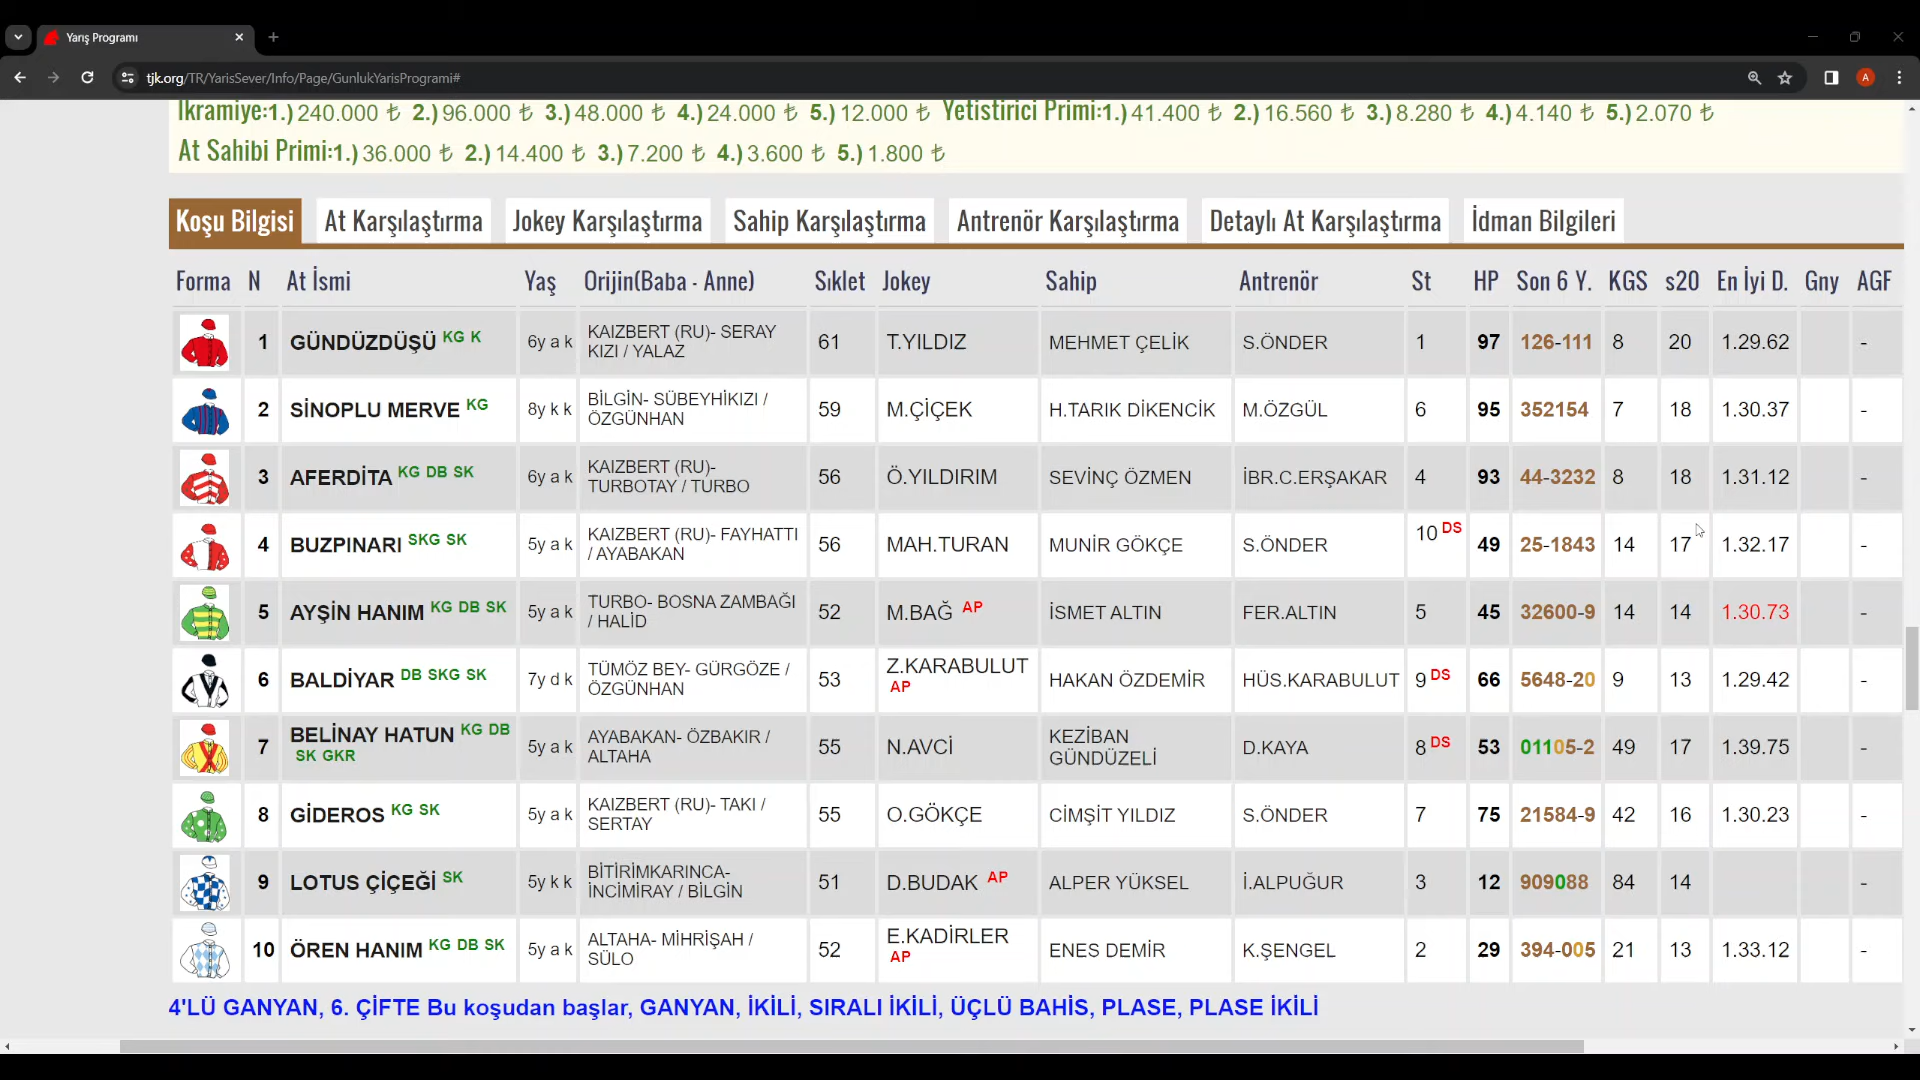 Yarış Programı
tjk.org/TR/YarisSever/Info/Page/GunlukYarisProgrami#
A
İkramiye:1.) 240.000 ₺ 2.) 96.000 ₺ 3.) 48.000 ₺ 4.) 24.000 ₺ 5.) 12.000 ₺ Yetistirici Primi:1.) 41.400 ₺ 2.) 16.560 ₺ 3.) 8.280 ₺ 4.) 4.140 ₺ 5.) 2.070 ₺
At Sahibi Primi:1.) 36.000 ₺ 2.) 14.400 ₺ 3.) 7.200 ₺ 4.) 3.600 ₺ 5.) 1.800 ₺
Koşu Bilgisi At Karşılaştırma Jokey Karşılaştırma Sahip Karşılaştırma Antrenör Karşılaştırma Detaylı At Karşılaştırma İdman Bilgileri
Forma N At İsmi Yaş Orijin(Baba - Anne) Sıklet Jokey Sahip Antrenör St HP Son 6 Y. KGS s20 En İyi D. Gny AGF
1 GÜNDÜZDÜŞÜ KG K 6y a k KAIZBERT (RU)- SERAY KIZI / YALAZ 61 T.YILDIZ MEHMET ÇELİK S.ÖNDER 1 97 126-111 8 20 1.29.62 -
2 SİNOPLU MERVE KG 8y k k BİLGİN- SÜBEYHİKIZI / ÖZGÜNHAN 59 M.ÇİÇEK H.TARIK DİKENCİK M.ÖZGÜL 6 95 352154 7 18 1.30.37 -
3 AFERDİTA KG DB SK 6y a k KAIZBERT (RU)- TURBOTAY / TURBO 56 Ö.YILDIRIM SEVİNÇ ÖZMEN İBR.C.ERŞAKAR 4 93 44-3232 8 18 1.31.12 -
4 BUZPINARI SKG SK 5y a k KAIZBERT (RU)- FAYHATTI / AYABAKAN 56 MAH.TURAN MUNİR GÖKÇE S.ÖNDER 10 DS 49 25-1843 14 17 1.32.17 -
5 AYŞİN HANIM KG DB SK 5y a k TURBO- BOSNA ZAMBAĞI / HALİD 52 M.BAĞ AP İSMET ALTIN FER.ALTIN 5 45 32600-9 14 14 1.30.73 -
6 BALDİYAR DB SKG SK 7y d k TÜMÖZ BEY- GÜRGÖZE / ÖZGÜNHAN 53 Z.KARABULUT AP HAKAN ÖZDEMİR HÜS.KARABULUT 9 DS 66 5648-20 9 13 1.29.42 -
7 BELİNAY HATUN KG DB SK GKR 5y a k AYABAKAN- ÖZBAKIR / ALTAHA 55 N.AVCİ KEZİBAN GÜNDÜZELİ D.KAYA 8 DS 53 01105-2 49 17 1.39.75 -
8 GİDEROS KG SK 5y a k KAIZBERT (RU)- TAKI / SERTAY 55 O.GÖKÇE CİMŞİT YILDIZ S.ÖNDER 7 75 21584-9 42 16 1.30.23 -
9 LOTUS ÇİÇEĞİ SK 5y k k BİTİRİMKARINCA- İNCİMİRAY / BİLGİN 51 D.BUDAK AP ALPER YÜKSEL İ.ALPUĞUR 3 12 909088 84 14 -
10 ÖREN HANIM KG DB SK 5y a k ALTAHA- MİHRİŞAH / SÜLO 52 E.KADİRLER AP ENES DEMİR K.ŞENGEL 2 29 394-005 21 13 1.33.12 -
4'LÜ GANYAN, 6. ÇİFTE Bu koşudan başlar, GANYAN, İKİLİ, SIRALI İKİLİ, ÜÇLÜ BAHİS, PLASE, PLASE İKİLİ